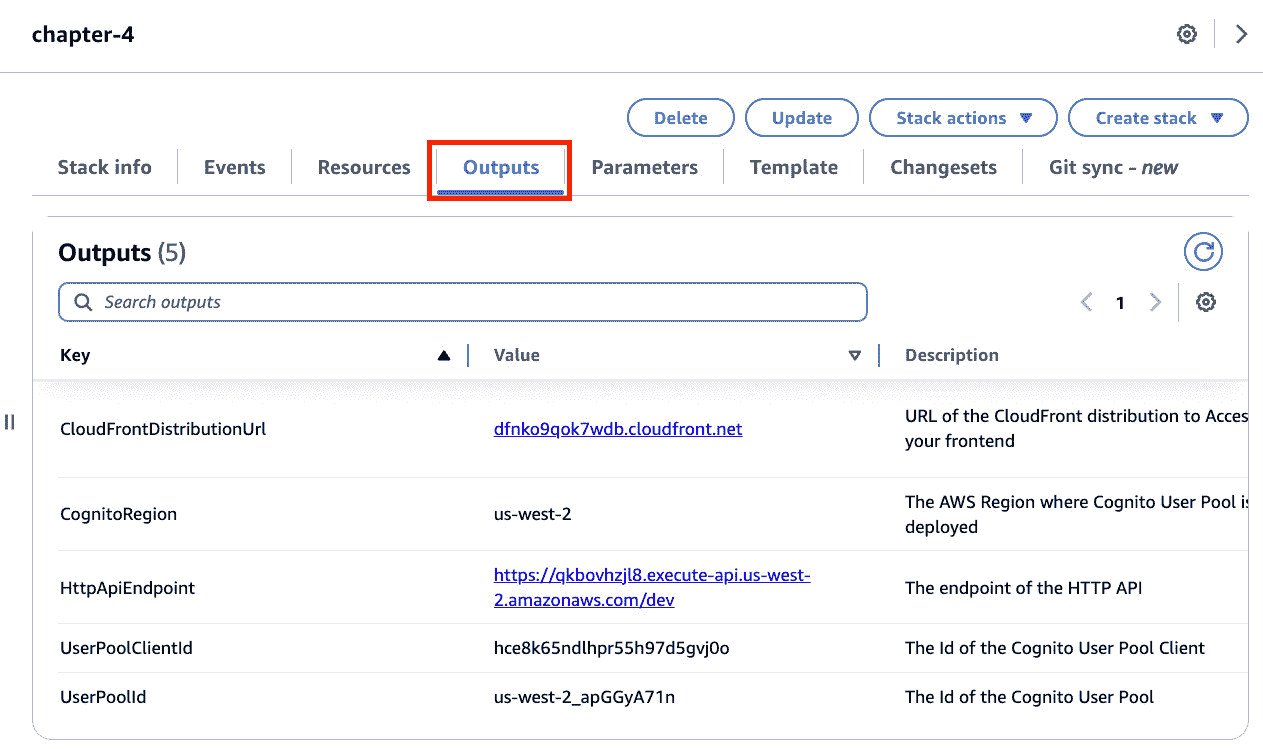 chapter-4
Delete Update Stack actions Create stack
Stack info Events Resources Outputs Parameters Template Changesets Git sync - new
Outputs (5)
Search outputs
1
Key Value Description
CloudFrontDistributionUrl dfnko9qok7wdb.cloudfront.net URL of the CloudFront distribution to Acces
your frontend
CognitoRegion us-west-2 The AWS Region where Cognito User Pool is
deployed
HttpApiEndpoint https://qkbovhzjl8.execute-api.us-west-
2.amazonaws.com/dev The endpoint of the HTTP API
UserPoolClientId hce8k65ndlhpr55h97d5gvj0o The Id of the Cognito User Pool Client
UserPoolId us-west-2_apGGyA71n The Id of the Cognito User Pool